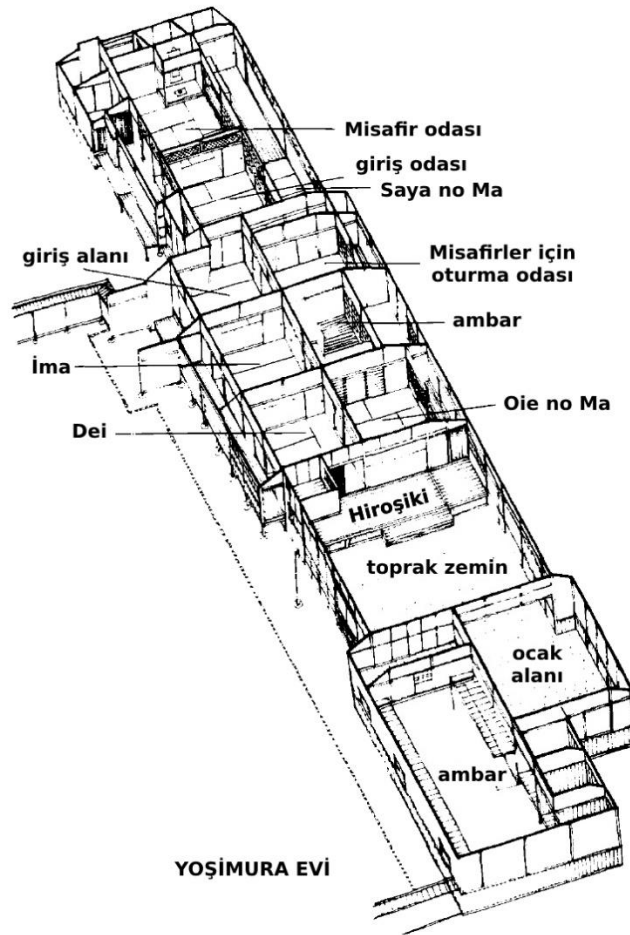 Misafir odası
giriş odası
Saya no Ma
giriş alanı
Misafirler için
oturma odası
ambar
İma
Oie no Ma
Dei
Hiroşiki
toprak zemin
ocak
alanı
ambar
YOŞİMURA EVİ